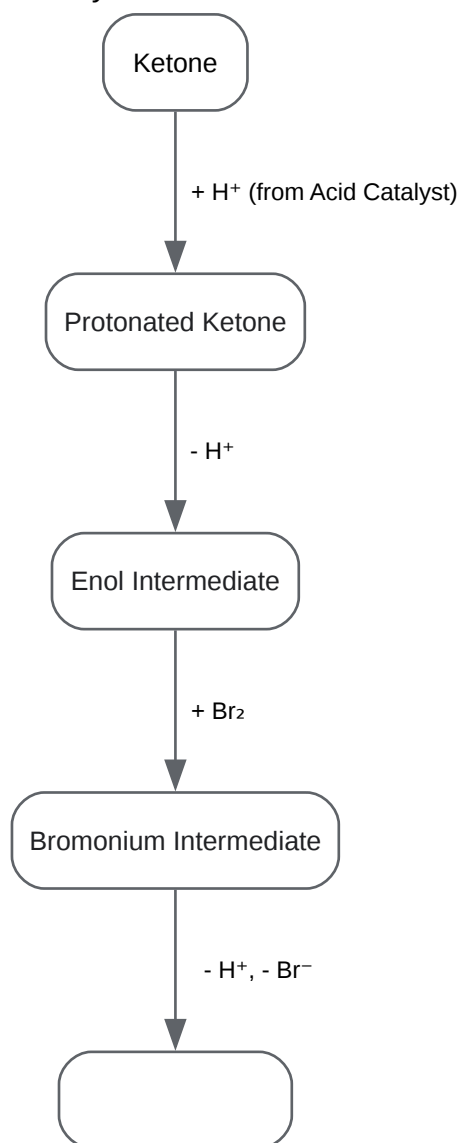 Ketone
+ H⁺ (from Acid Catalyst)
Protonated Ketone
- H⁺
Enol Intermediate
+ Br₂
Bromonium Intermediate
- H⁺, - Br⁻